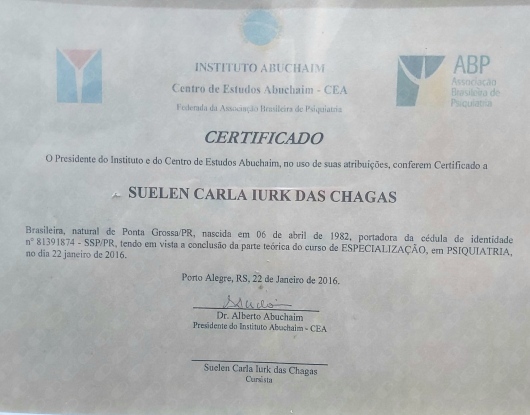 INSTITUTO ABUCHAIM
Centro de Estudos Abuchaim - CEA
Federada da Associação Brasileira de Psiquiatria
ABP
Associação
Brasileira de
Psiquiatria
CERTIFICADO
O Presidente do Instituto e do Centro de Estudos Abuchaim, no uso de suas atribuições, conferem Certificado a
SUELEN CARLA IURK DAS CHAGAS
Brasileira, natural de Ponta Grossa/PR, nascida em 06 de abril de 1982, portadora da cédula de identidade
nº 81391874 - SSP/PR, tendo em vista a conclusão da parte teórica do curso de ESPECIALIZAÇÃO, em PSIQUIATRIA,
no dia 22 janeiro de 2016.
Porto Alegre, RS, 22 de Janeiro de 2016.
Dr. Alberto Abuchaim
Presidente do Instituto Abuchaim - CEA
Suelen Carla Iurk das Chagas
Cursista